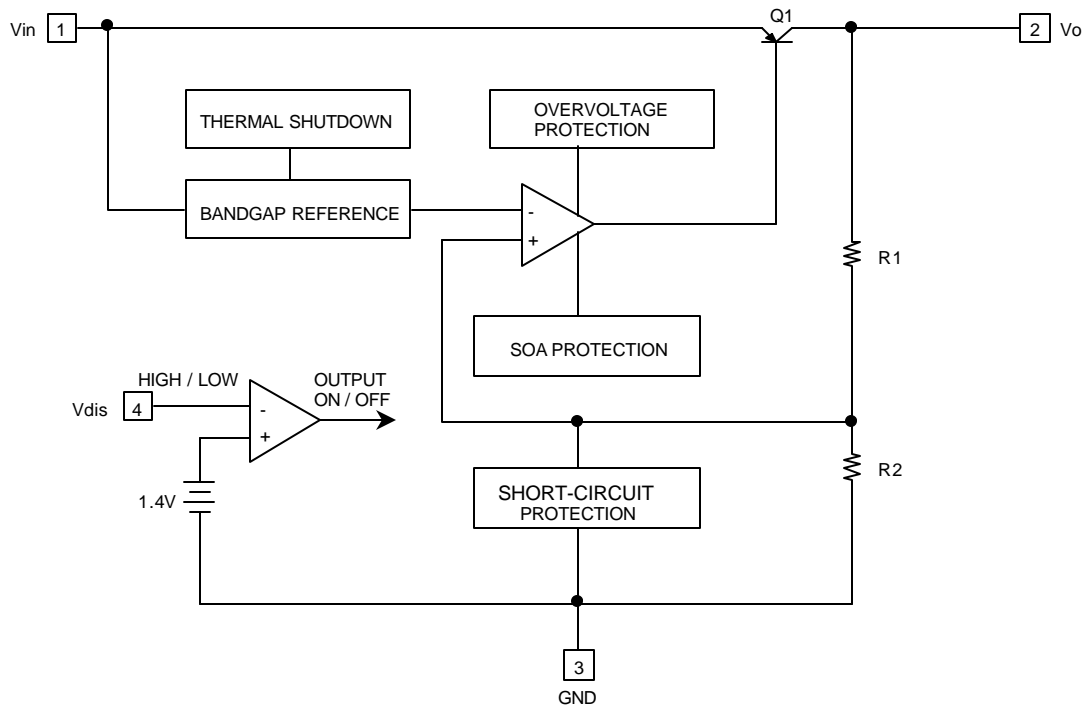 Q1
Vin 1
2 Vo
THERMAL SHUTDOWN
OVERVOLTAGE
PROTECTION
BANDGAP REFERENCE
-
+
R1
SOA PROTECTION
HIGH / LOW
OUTPUT
ON / OFF
Vdis 4
-
+
1.4V
R2
SHORT-CIRCUIT
PROTECTION
3
GND